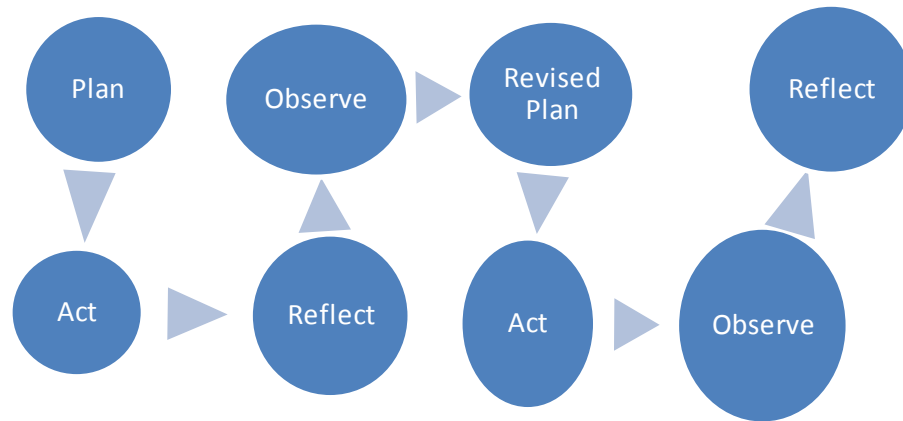 Plan
Act
Reflect
Observe
Revised
Plan
Act
Observe
Reflect